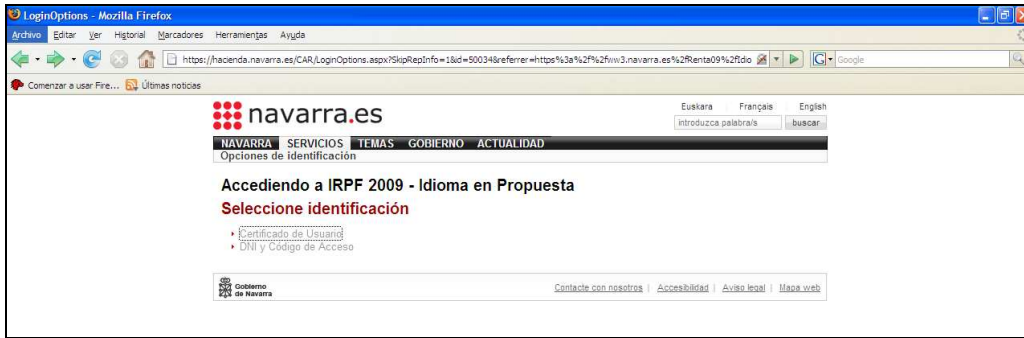 LoginOptions - Mozilla Firefox
Archivo Editar Ver Historial Marcadores Herramientas Ayuda
https://hacienda.navarra.es/CAR/LoginOptions.aspx?SkipRepInfo=1&id=50034&referrer=https%3a%2f%2fww3.navarra.es%2fRenta09%2fIdio Google
Comenzar a usar Fire... Últimas noticias
navarra.es
Euskara Français English
introduzca palabra/s buscar
NAVARRA SERVICIOS TEMAS GOBIERNO ACTUALIDAD
Opciones de identificación
Accediendo a IRPF 2009 - Idioma en Propuesta
Seleccione identificación
Certificado de Usuario
DNI y Código de Acceso
Gobierno
de Navarra
Contacte con nosotros | Accesibilidad | Aviso legal | Mapa web